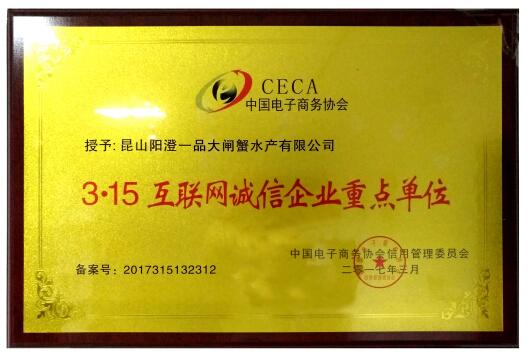 CECA
中国电子商务协会
授予: 昆山阳澄一品大闸蟹水产有限公司
3·15 互联网诚信企业重点单位
中国电子商务协会信用管理委员会
备案号: 2017315132312
二零一七年三月